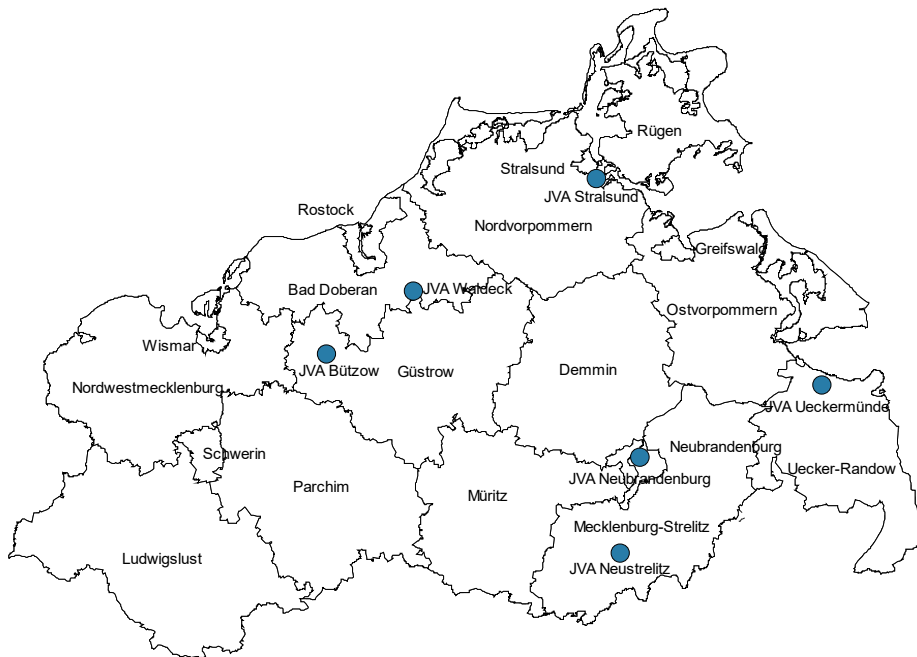 Rügen
Stralsund
JVA Stralsund
Rostock
Nordvorpommern
Greifswald
Bad Doberan
JVA Waldeck
Ostvorpommern
Wismar
JVA Bützow
Güstrow
Demmin
Nordwestmecklenburg
JVA Ueckermünde
Schwerin
Neubrandenburg
JVA Neubrandenburg
Uecker-Randow
Parchim
Müritz
Mecklenburg-Strelitz
Ludwigslust
JVA Neustrelitz